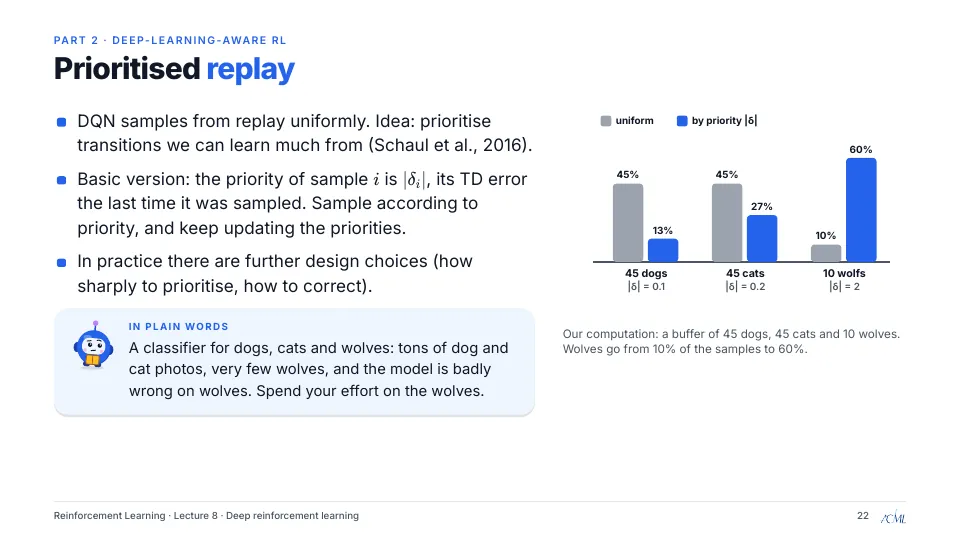 PART 2 · DEEP-LEARNING-AWARE RL
Prioritised replay
DQN samples from replay uniformly. Idea: prioritise
transitions we can learn much from (Schaul et al., 2016).
Basic version: the priority of sample i is |δᵢ|, its TD error
the last time it was sampled. Sample according to
priority, and keep updating the priorities.
In practice there are further design choices (how
sharply to prioritise, how to correct).
IN PLAIN WORDS
A classifier for dogs, cats and wolves: tons of dog and
cat photos, very few wolves, and the model is badly
wrong on wolves. Spend your effort on the wolves.
uniform by priority |δ|
45% 13% 45% 27% 10% 60%
45 dogs 45 cats 10 wolfs
|δ| = 0.1 |δ| = 0.2 |δ| = 2
Our computation: a buffer of 45 dogs, 45 cats and 10 wolves.
Wolves go from 10% of the samples to 60%.
Reinforcement Learning · Lecture 8 · Deep reinforcement learning
22
ACML